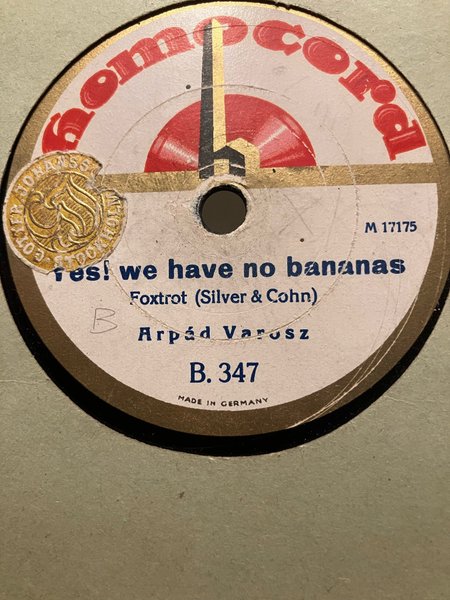 homocord
M 17175
Yes! we have no bananas
Foxtrot (Silver & Cohn)
B
Arpád Varosz
B. 347
MADE IN GERMANY